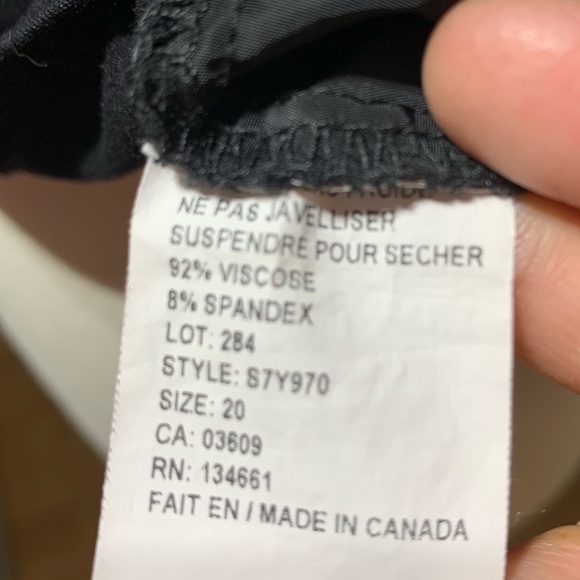 NE PAS JAVELLISER
SUSPENDRE POUR SECHER
92% VISCOSE
8% SPANDEX
LOT: 284
STYLE: S7Y970
SIZE: 20
CA: 03609
RN: 134661
FAIT EN / MADE IN CANADA